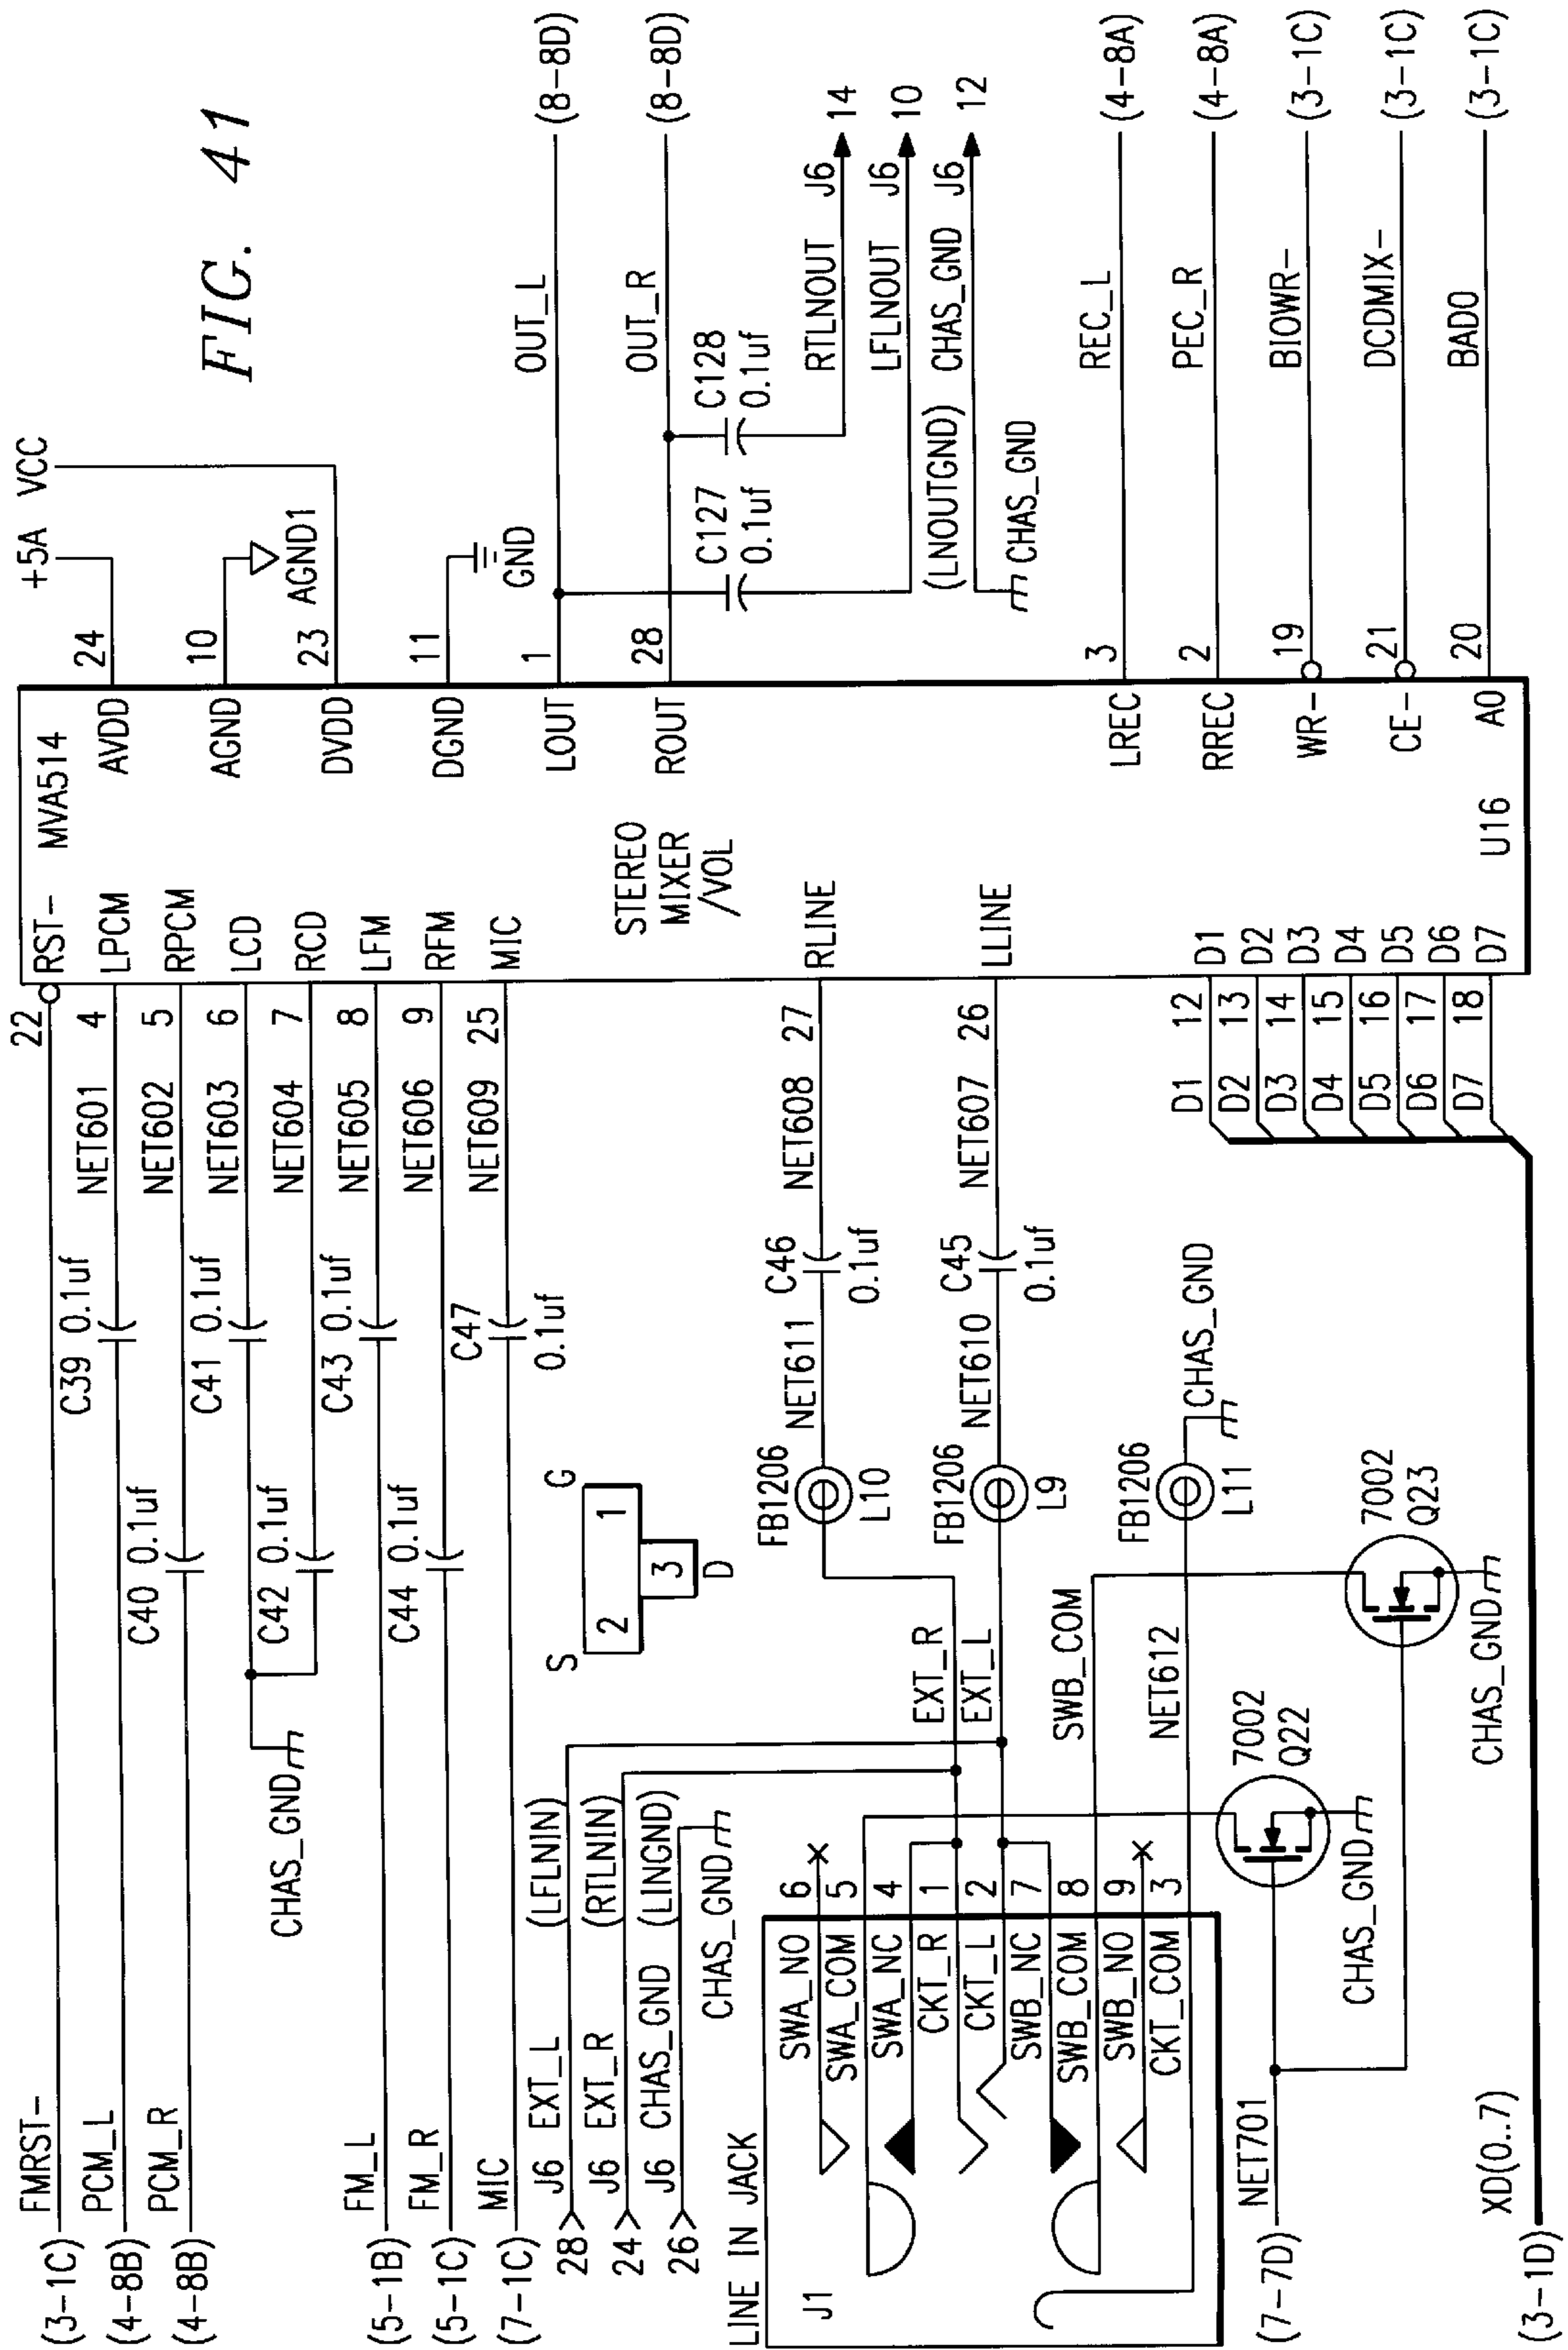 FIG. 41
(3-1C) FMRST-
22 RST-
(4-8B) PCM_L
C39 0.1uf
NET601 4 LPCM
(4-8B) PCM_R
C40 0.1uf
NET602 5 RPCM
C41 0.1uf
NET603 6 LCD
C42 0.1uf
NET604 7 RCD
CHAS_GND
(5-1B) FM_L
C43 0.1uf
NET605 8 LFM
(5-1C) FM_R
C44 0.1uf
NET606 9 RFM
(7-1C) MIC
C47
0.1uf
NET609 25 MIC
28 J6 EXT_L (LFLNIN)
24 J6 EXT_R (RTLNIN)
26 J6 CHAS_GND (LINGND)
CHAS_GND
S G
2 1
3
D
LINE IN JACK
J1
SWA_NO 6
SWA_COM 5
SWA_NC 4
CKT_R 1
CKT_L 2
SWB_NC 7
SWB_COM 8
SWB_NO 9
CKT_COM 3
EXT_R
EXT_L
SWB_COM
NET612
FB1206
L10
NET611
C46
0.1uf
NET608 27 RLINE
FB1206
L9
NET610
C45
0.1uf
NET607 26 LLINE
FB1206
L11
CHAS_GND
7002
Q22
CHAS_GND
7002
Q23
CHAS_GND
(7-7D) NET701
(3-1D) XD(0..7)
D1 12 D1
D2 13 D2
D3 14 D3
D4 15 D4
D5 16 D5
D6 17 D6
D7 18 D7
MVA514
STEREO
MIXER
/VOL
U16
AVDD 24 +5A
AGND 10 AGND1
DVDD 23 VCC
DGND 11 GND
LOUT 1 OUT_L (8-8D)
ROUT 28 OUT_R (8-8D)
C127
0.1uf
C128
0.1uf
RTLNOUT J6 14
LFLNOUT J6 10
(LNOUTGND) CHAS_GND J6 12
CHAS_GND
LREC 3 REC_L (4-8A)
RREC 2 PEC_R (4-8A)
WR- 19 BIOWR- (3-1C)
CE- 21 DCDMIX- (3-1C)
A0 20 BAD0 (3-1C)